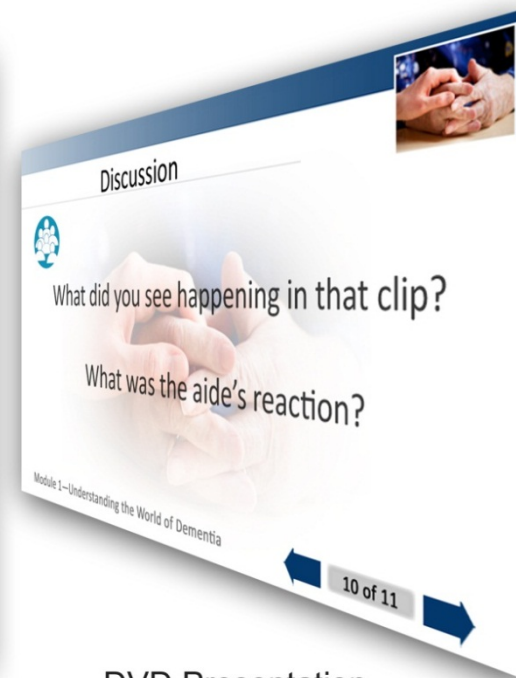 Discussion
What did you see happening in that clip?
What was the aide’s reaction?
Module 1—Understanding the World of Dementia
10 of 11
DVD Presentation